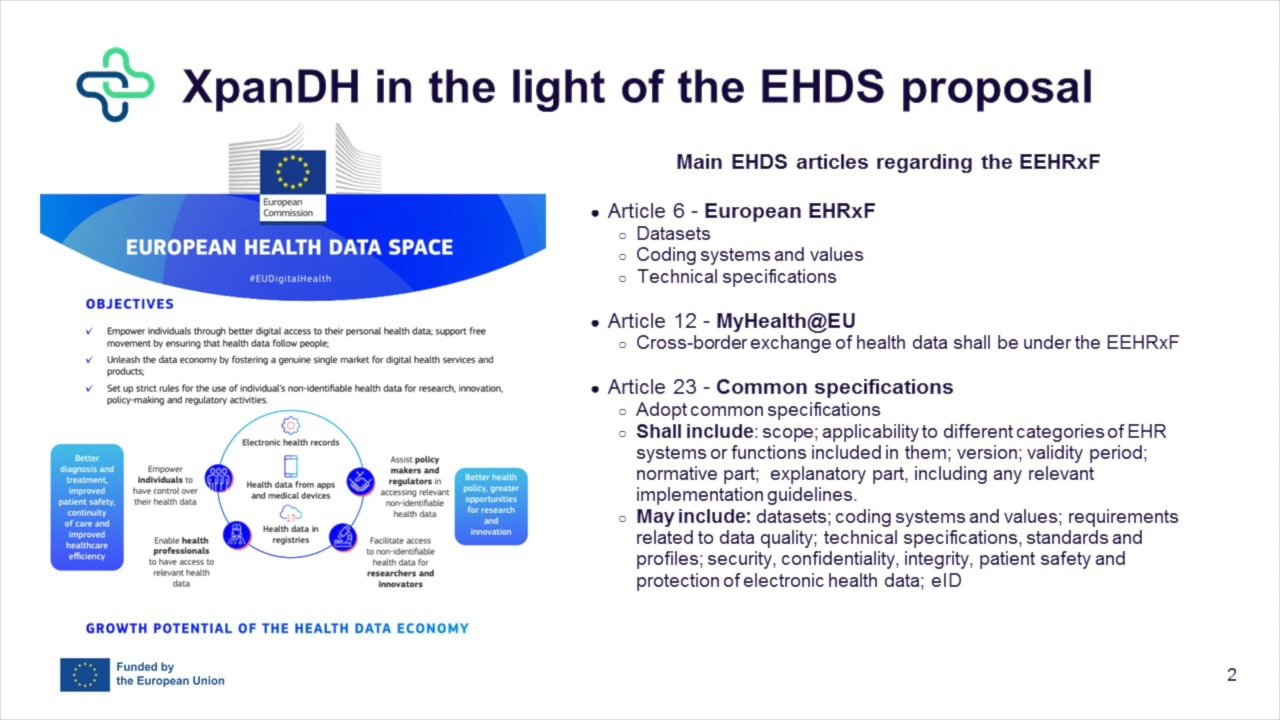 XpanDH in the light of the EHDS proposal
European
Commission
EUROPEAN HEALTH DATA SPACE
#EUDigitalHealth
OBJECTIVES
✓ Empower individuals through better digital access to their personal health data; support free
movement by ensuring that health data follow people;
✓ Unleash the data economy by fostering a genuine single market for digital health services and
products;
✓ Set up strict rules for the use of individual's non-identifiable health data for research, innovation,
policy-making and regulatory activities.
Better
diagnosis and
treatment,
improved
patient safety,
continuity
of care and
improved
healthcare
efficiency
Empower
individuals to
have control over
their health data
Enable health
professionals
to have access to
relevant health
data
Electronic health records
Health data from apps
and medical devices
Health data in
registries
Assist policy
makers and
regulators in
accessing relevant
non-identifiable
health data
Facilitate access
to non-identifiable
health data for
researchers and
innovators
Better health
policy, greater
opportunities
for research
and
innovation
GROWTH POTENTIAL OF THE HEALTH DATA ECONOMY
Main EHDS articles regarding the EEHRxF
• Article 6 - European EHRxF
○ Datasets
○ Coding systems and values
○ Technical specifications
• Article 12 - MyHealth@EU
○ Cross-border exchange of health data shall be under the EEHRxF
• Article 23 - Common specifications
○ Adopt common specifications
○ Shall include: scope; applicability to different categories of EHR
systems or functions included in them; version; validity period;
normative part; explanatory part, including any relevant
implementation guidelines.
○ May include: datasets; coding systems and values; requirements
related to data quality; technical specifications, standards and
profiles; security, confidentiality, integrity, patient safety and
protection of electronic health data; eID
Funded by
the European Union
2